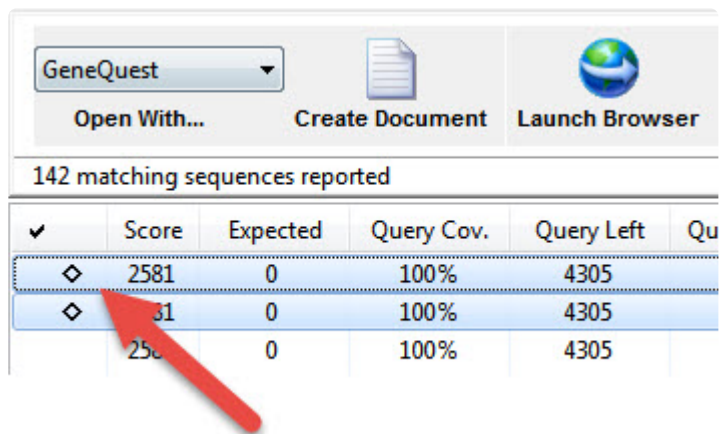 GeneQuest
Open With... Create Document Launch Browser
142 matching sequences reported
✔ Score Expected Query Cov. Query Left
◇ 2581 0 100% 4305
◇ 0 100% 4305
0 100% 4305